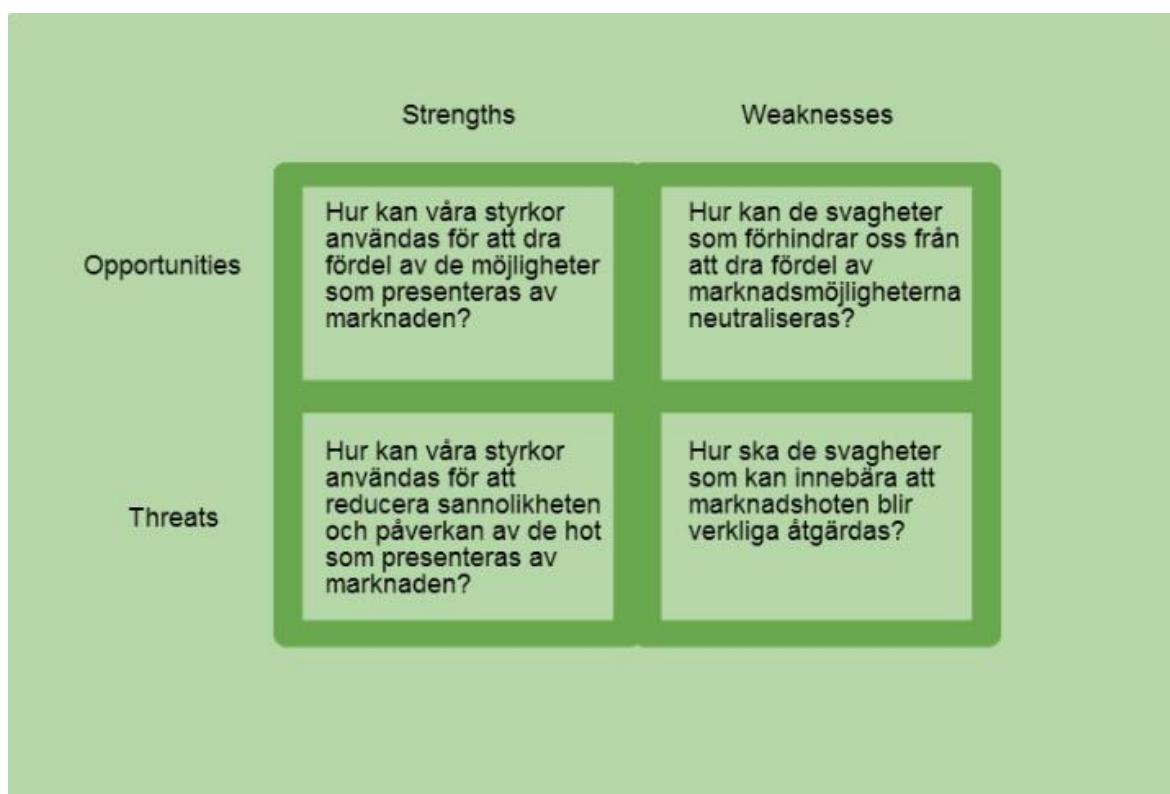 Strengths
Weaknesses
Opportunities
Hur kan våra styrkor
användas för att dra
fördel av de möjligheter
som presenteras av
marknaden?
Hur kan de svagheter
som förhindrar oss från
att dra fördel av
marknadsmöjligheterna
neutraliseras?
Threats
Hur kan våra styrkor
användas för att
reducera sannolikheten
och påverkan av de hot
som presenteras av
marknaden?
Hur ska de svagheter
som kan innebära att
marknadshoten blir
verkliga åtgärdas?